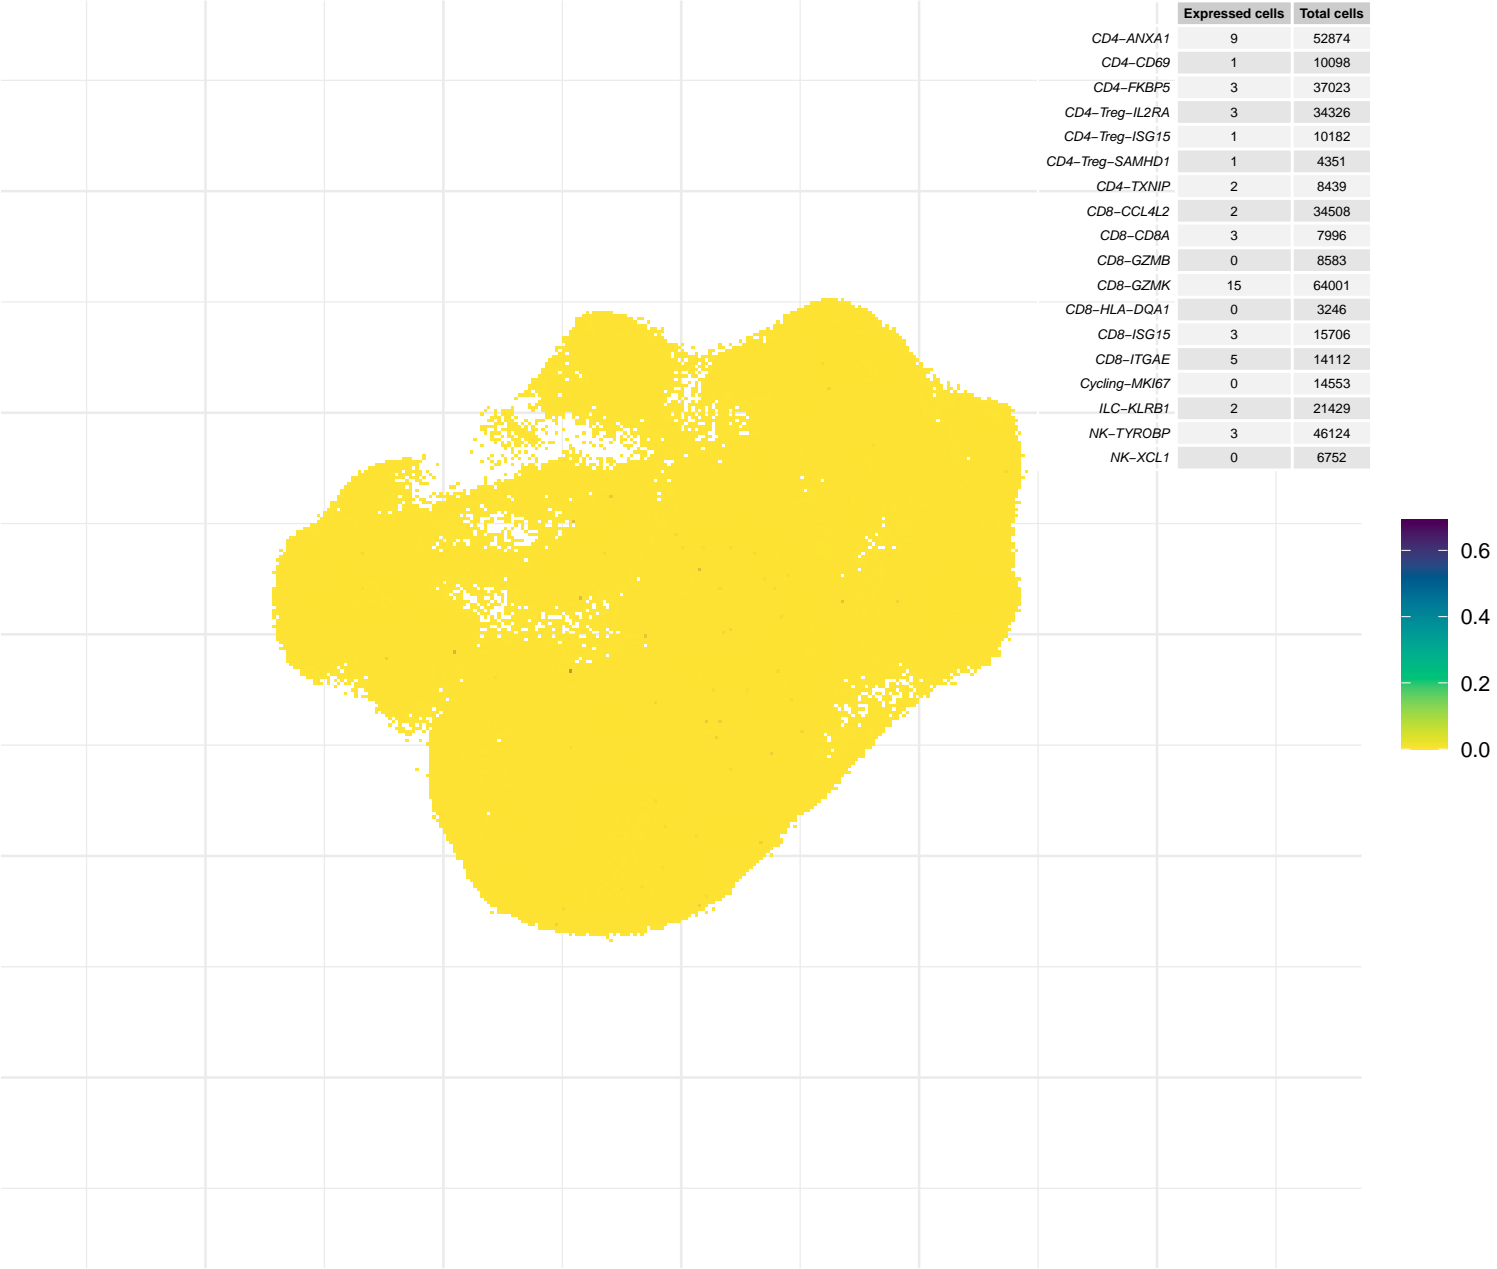 Expressed cells Total cells
CD4−ANXA1 9 52874
CD4−CD69 1 10098
CD4−FKBP5 3 37023
CD4−Treg−IL2RA 3 34326
CD4−Treg−ISG15 1 10182
CD4−Treg−SAMHD1 1 4351
CD4−TXNIP 2 8439
CD8−CCL4L2 2 34508
CD8−CD8A 3 7996
CD8−GZMB 0 8583
CD8−GZMK 15 64001
CD8−HLA−DQA1 0 3246
CD8−ISG15 3 15706
CD8−ITGAE 5 14112
Cycling−MKI67 0 14553
ILC−KLRB1 2 21429
NK−TYROBP 3 46124
NK−XCL1 0 6752
0.6
0.4
0.2
0.0